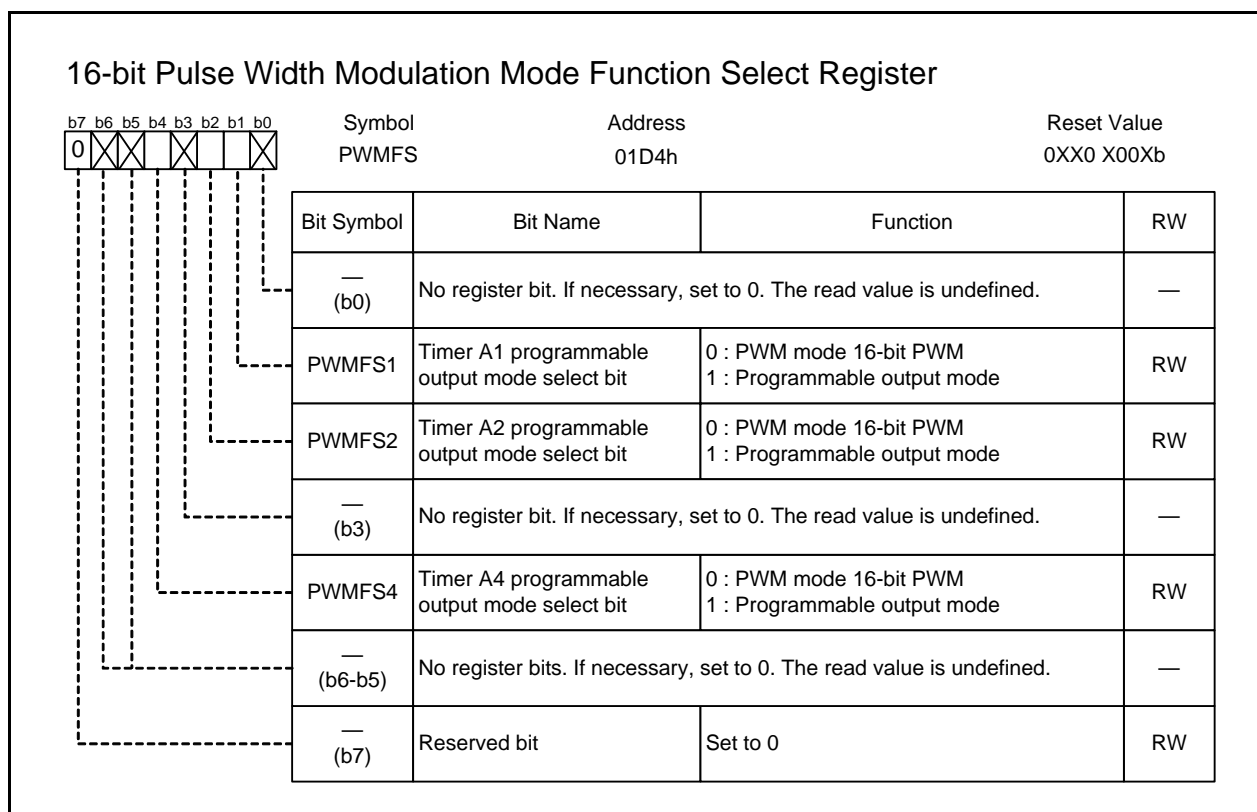 16-bit Pulse Width Modulation Mode Function Select Register
b7 b6 b5 b4 b3 b2 b1 b0
0
Symbol Address Reset Value
PWMFS 01D4h 0XX0 X00Xb
Bit Symbol Bit Name Function RW
—
(b0)
No register bit. If necessary, set to 0. The read value is undefined. —
PWMFS1
Timer A1 programmable
output mode select bit
0 : PWM mode 16-bit PWM
1 : Programmable output mode
RW
PWMFS2
Timer A2 programmable
output mode select bit
0 : PWM mode 16-bit PWM
1 : Programmable output mode
RW
—
(b3)
No register bit. If necessary, set to 0. The read value is undefined. —
PWMFS4
Timer A4 programmable
output mode select bit
0 : PWM mode 16-bit PWM
1 : Programmable output mode
RW
—
(b6-b5)
No register bits. If necessary, set to 0. The read value is undefined. —
—
(b7)
Reserved bit Set to 0 RW